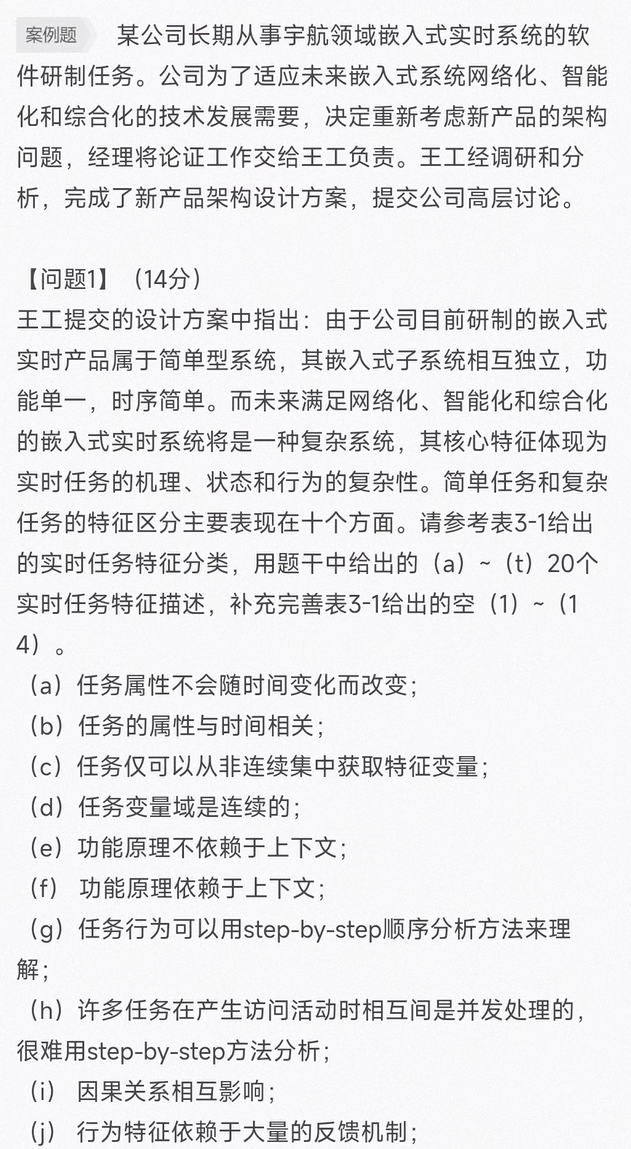 案例题 某公司长期从事宇航领域嵌入式实时系统的软
件研制任务。公司为了适应未来嵌入式系统网络化、智能
化和综合化的技术发展需要，决定重新考虑新产品的架构
问题，经理将论证工作交给王工负责。王工经调研和分
析，完成了新产品架构设计方案，提交公司高层讨论。
【问题1】（14分）
王工提交的设计方案中指出：由于公司目前研制的嵌入式
实时产品属于简单型系统，其嵌入式子系统相互独立，功
能单一，时序简单。而未来满足网络化、智能化和综合化
的嵌入式实时系统将是一种复杂系统，其核心特征体现为
实时任务的机理、状态和行为的复杂性。简单任务和复杂
任务的特征区分主要表现在十个方面。请参考表3-1给出
的实时任务特征分类，用题干中给出的（a）~（t）20个
实时任务特征描述，补充完善表3-1给出的空（1）~（1
4）。
（a）任务属性不会随时间变化而改变；
（b）任务的属性与时间相关；
（c）任务仅可以从非连续集中获取特征变量；
（d）任务变量域是连续的；
（e）功能原理不依赖于上下文；
（f） 功能原理依赖于上下文；
（g）任务行为可以用step-by-step顺序分析方法来理
解；
（h）许多任务在产生访问活动时相互间是并发处理的，
很难用step-by-step方法分析；
（i） 因果关系相互影响；
（j） 行为特征依赖于大量的反馈机制；